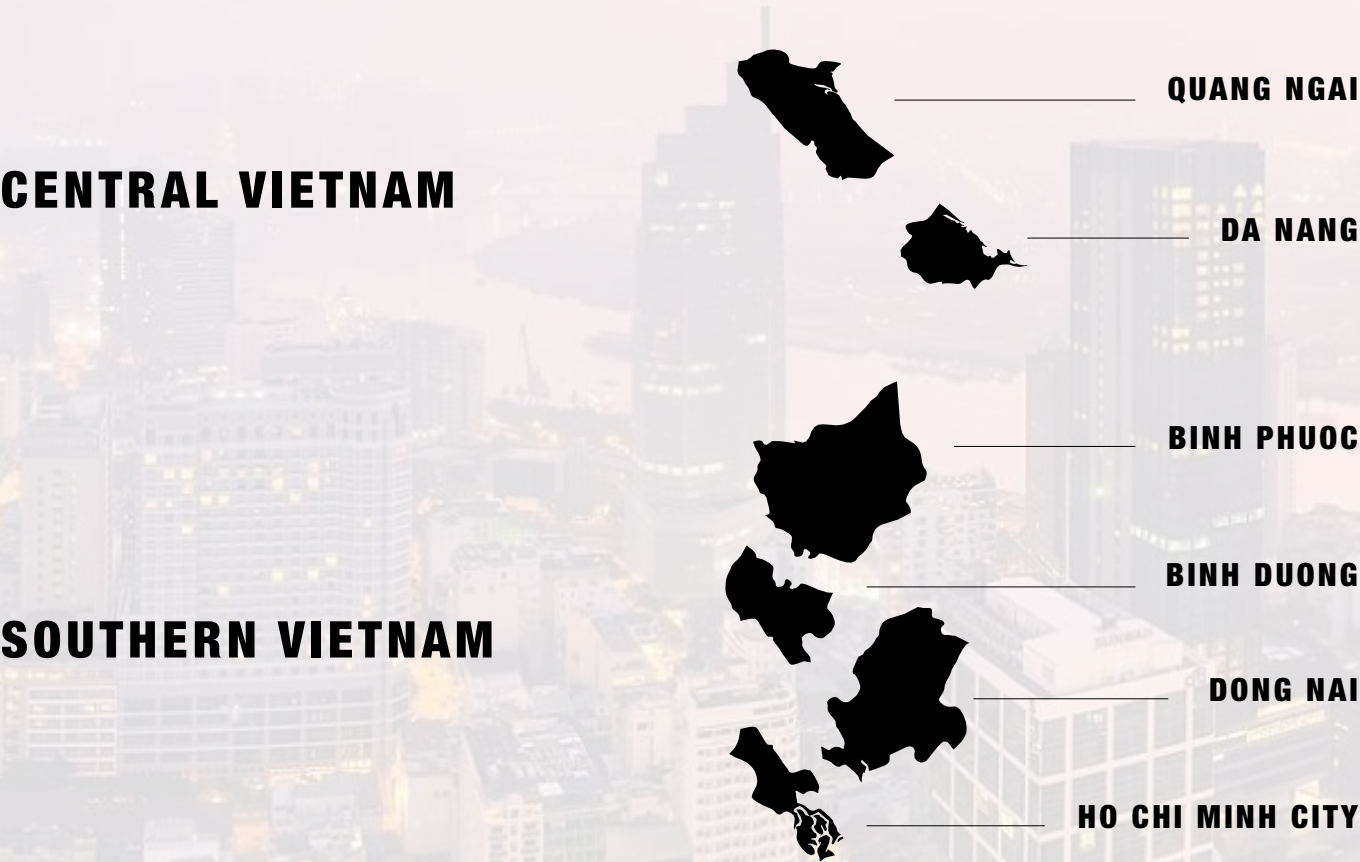 QUANG NGAI
CENTRAL VIETNAM
DA NANG
BINH PHUOC
BINH DUONG
SOUTHERN VIETNAM
DONG NAI
HO CHI MINH CITY